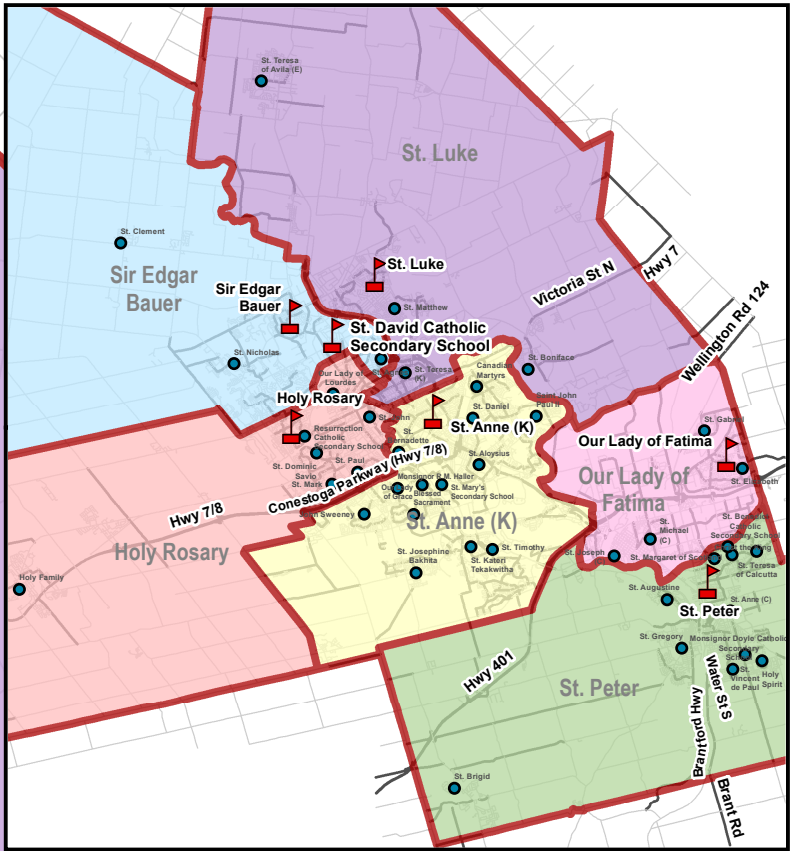 St. Teresa
of Avila (E)
St. Luke
St. Clement
Sir Edgar
Bauer
St. Luke
Sir Edgar
Bauer
Victoria St N
Hwy 7
Wellington Rd 124
St. Matthew
St. David Catholic
Secondary School
St. Nicholas
St. Teresa
(K)
Canadian
Martyrs
St. Boniface
Our Lady of
Lourdes
Holy Rosary
St. Daniel
Saint John
Paul II
St. Anne (K)
St. Gabriel
Our Lady of Fatima
Resurrection
Catholic
Secondary School
St. Dominic
Savio
St. Paul
St. Mark
St. Aloysius
Our Lady of
Fatima
St. Elizabeth
Conestoga Parkway (Hwy 7/8)
Monsignor R.M. Haller
Our Lady
of Grace
Blessed
Sacrament
St. Mary's
Secondary School
Hwy 7/8
John Sweeney
St. Anne (K)
Holy Rosary
St. Josephine
Bakhita
St. Kateri
Tekakwitha
St. Timothy
St.
Michael
(C)
St. Joseph
St. Margaret of Scotland
St. Benedict
Catholic
Secondary School
St. Teresa
of Calcutta
Holy Family
St. Augustine
St. Anne (C)
St. Peter
St. Gregory
Monsignor Doyle Catholic
Secondary
School
St.
Vincent
de Paul
Holy
Spirit
Hwy 401
St. Peter
Water St S
Brantford Hwy
St. Brigid
Brant Rd